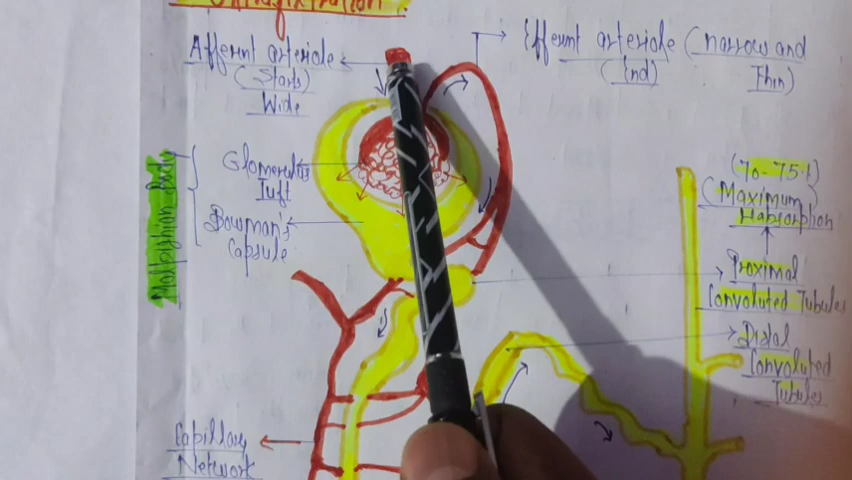 Ultrafiltration
Afferent arteriole
(Starts)
Wide
Efferent arteriole (narrow and
(End) Thin)
Glomerulus
Tuft
Bowman's
Capsule
Malpighian Body
(70-75%)
(Maximum)
Reabsorption
Proximal
Convoluted Tubules
Distal
Convoluted
Tubules
Capillary
Network